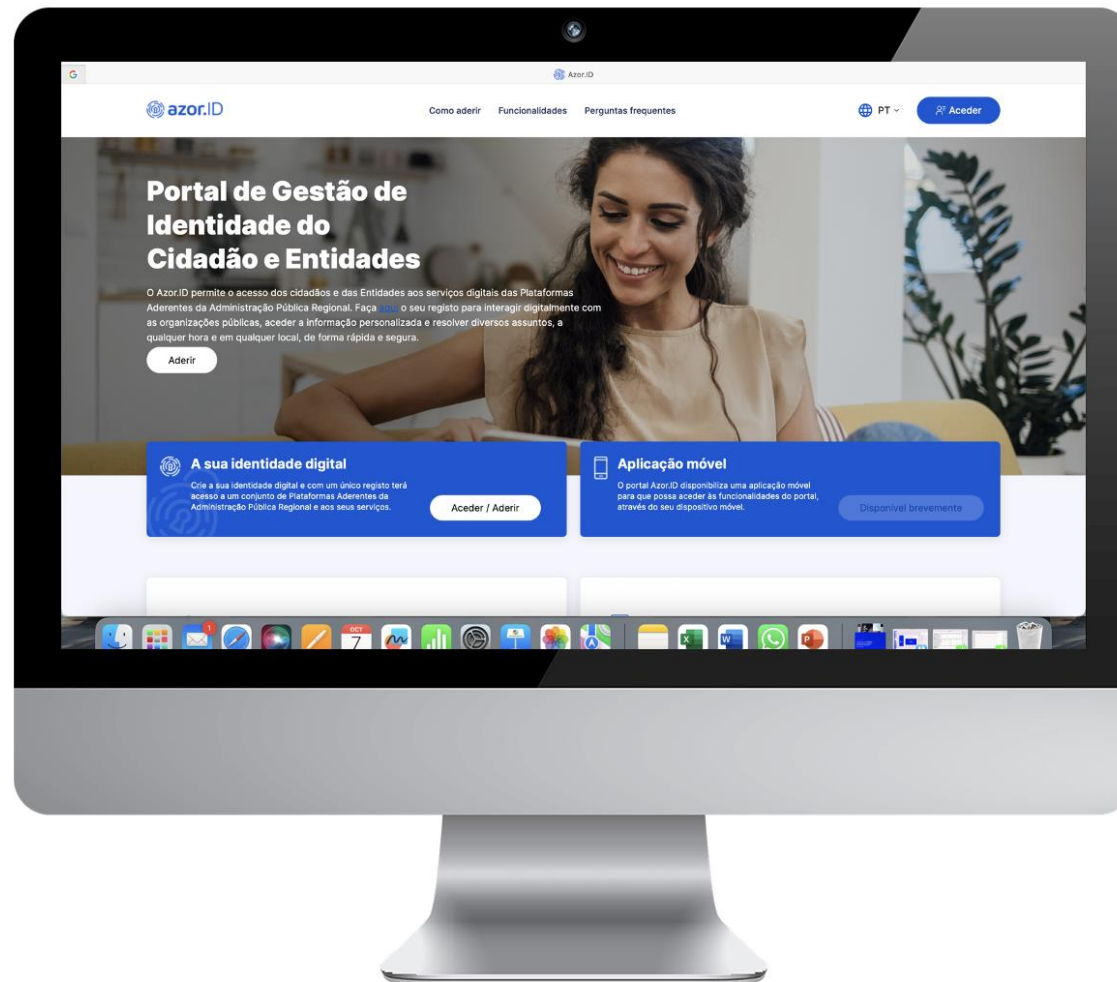 Azor.ID
azor.ID
Como aderir Funcionalidades Perguntas frequentes
PT
Aceder
Portal de Gestão de
Identidade do
Cidadão e Entidades
O Azor.ID permite o acesso dos cidadãos e das Entidades aos serviços digitais das Plataformas
Aderentes da Administração Pública Regional. Faça aqui o seu registo para interagir digitalmente com
as organizações públicas, aceder a informação personalizada e resolver diversos assuntos, a
qualquer hora e em qualquer local, de forma rápida e segura.
Aderir
A sua identidade digital
Crie a sua identidade digital e com um único registo terá
acesso a um conjunto de Plataformas Aderentes da
Administração Pública Regional e aos seus serviços.
Aceder / Aderir
Aplicação móvel
O portal Azor.ID disponibiliza uma aplicação móvel
para que possa aceder às funcionalidades do portal,
através do seu dispositivo móvel.
Disponível brevemente
1
OCT
7